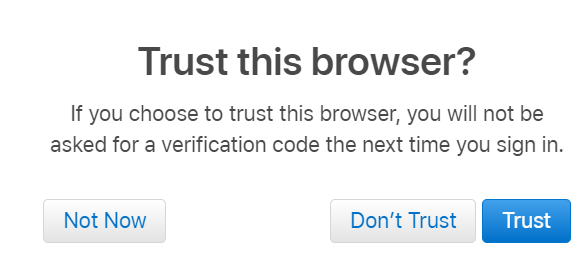 Trust this browser?
If you choose to trust this browser, you will not be
asked for a verification code the next time you sign in.
Not Now Don’t Trust Trust